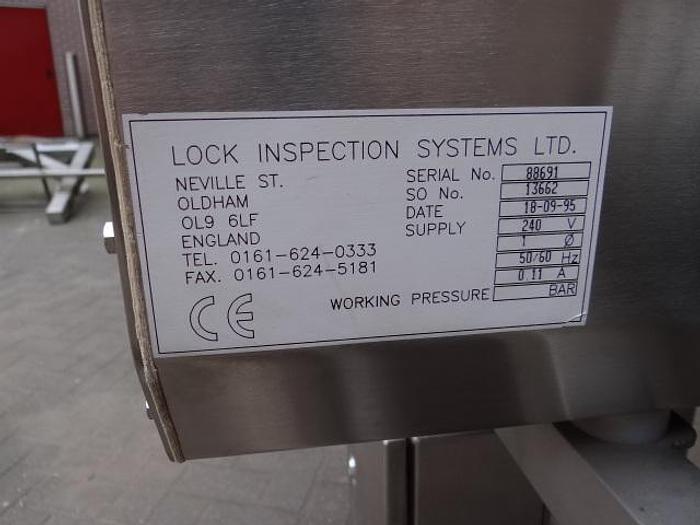 LOCK INSPECTION SYSTEMS LTD.
NEVILLE ST.
OLDHAM
OL9 6LF
ENGLAND
TEL. 0161-624-0333
FAX. 0161-624-5181
SERIAL No. 88691
SO No. 13662
DATE 18-09-95
SUPPLY 240 V
1 Ø
50/60 Hz
0.11 A
WORKING PRESSURE BAR
CE